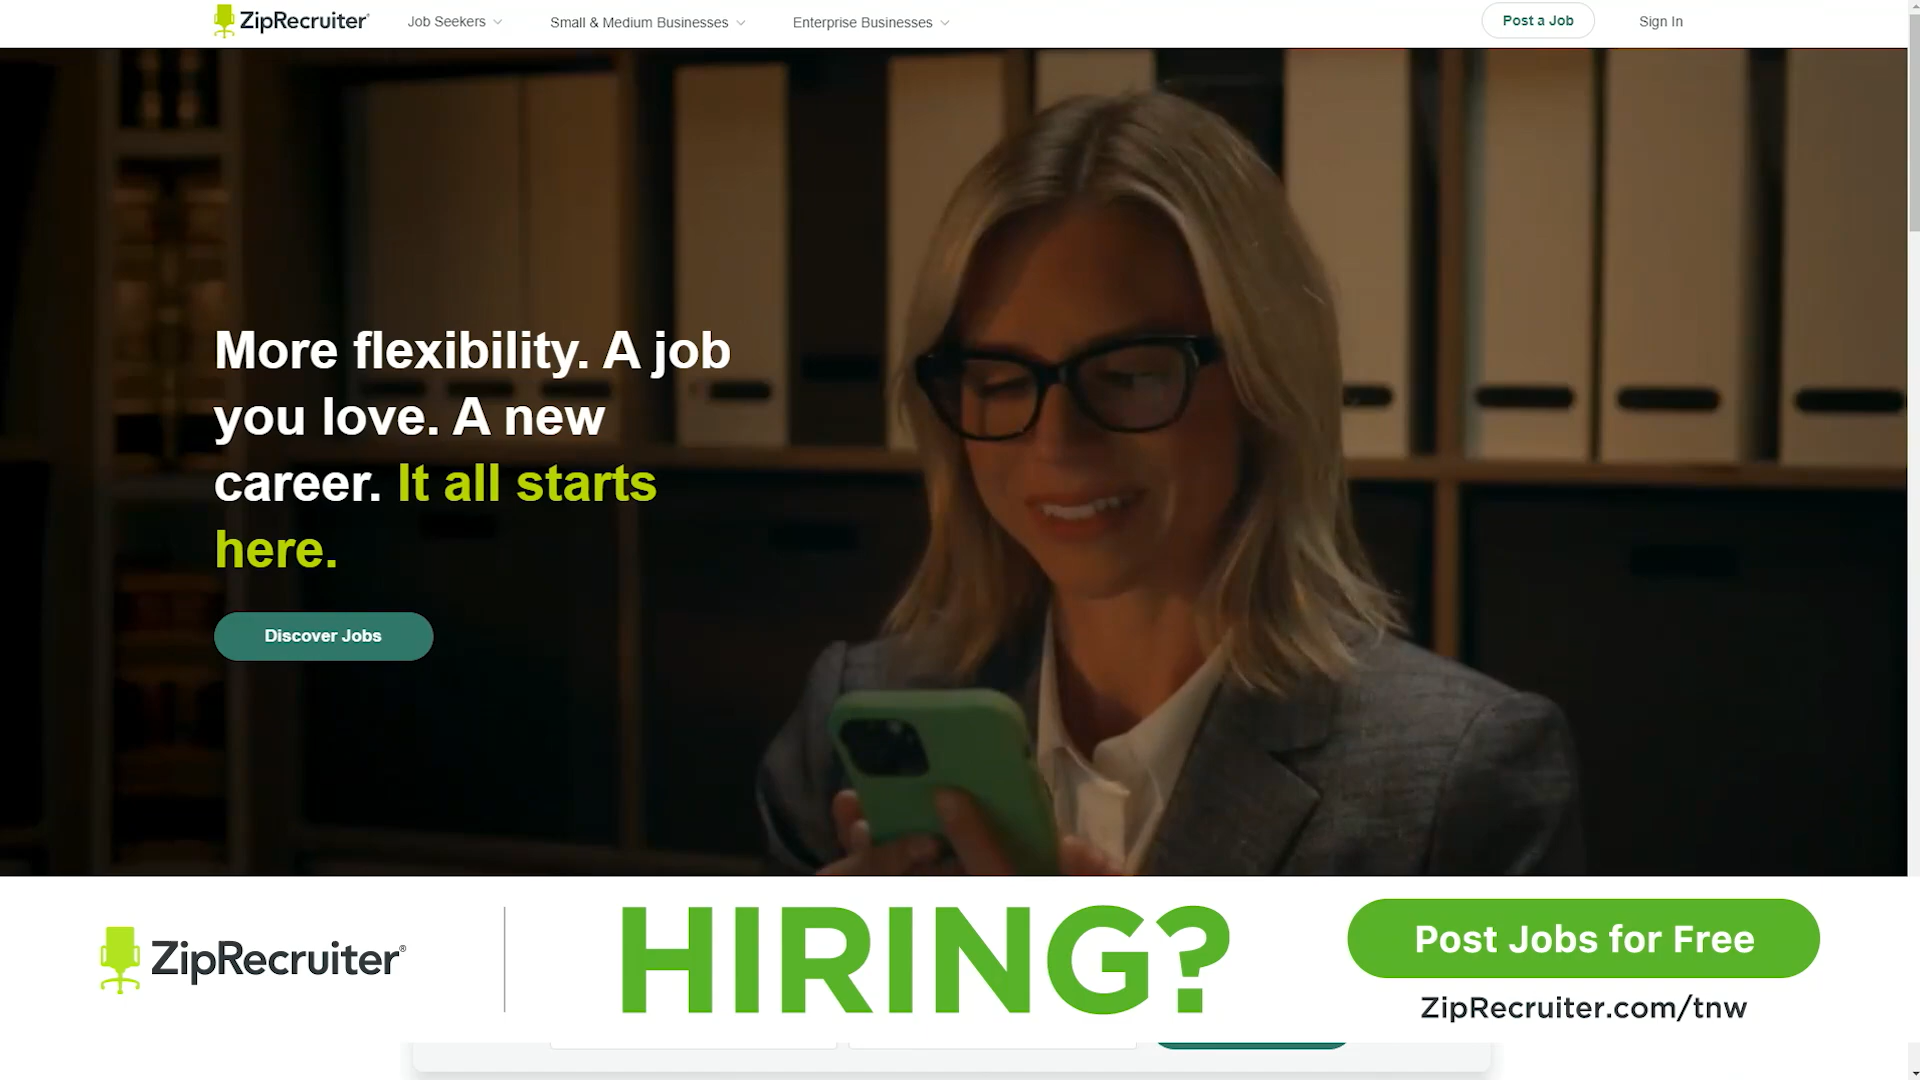 ZipRecruiter®
Job Seekers
Small & Medium Businesses
Enterprise Businesses
Post a Job
Sign In
More flexibility. A job
you love. A new
career. It all starts
here.
Discover Jobs
ZipRecruiter®
HIRING?
Post Jobs for Free
ZipRecruiter.com/tnw